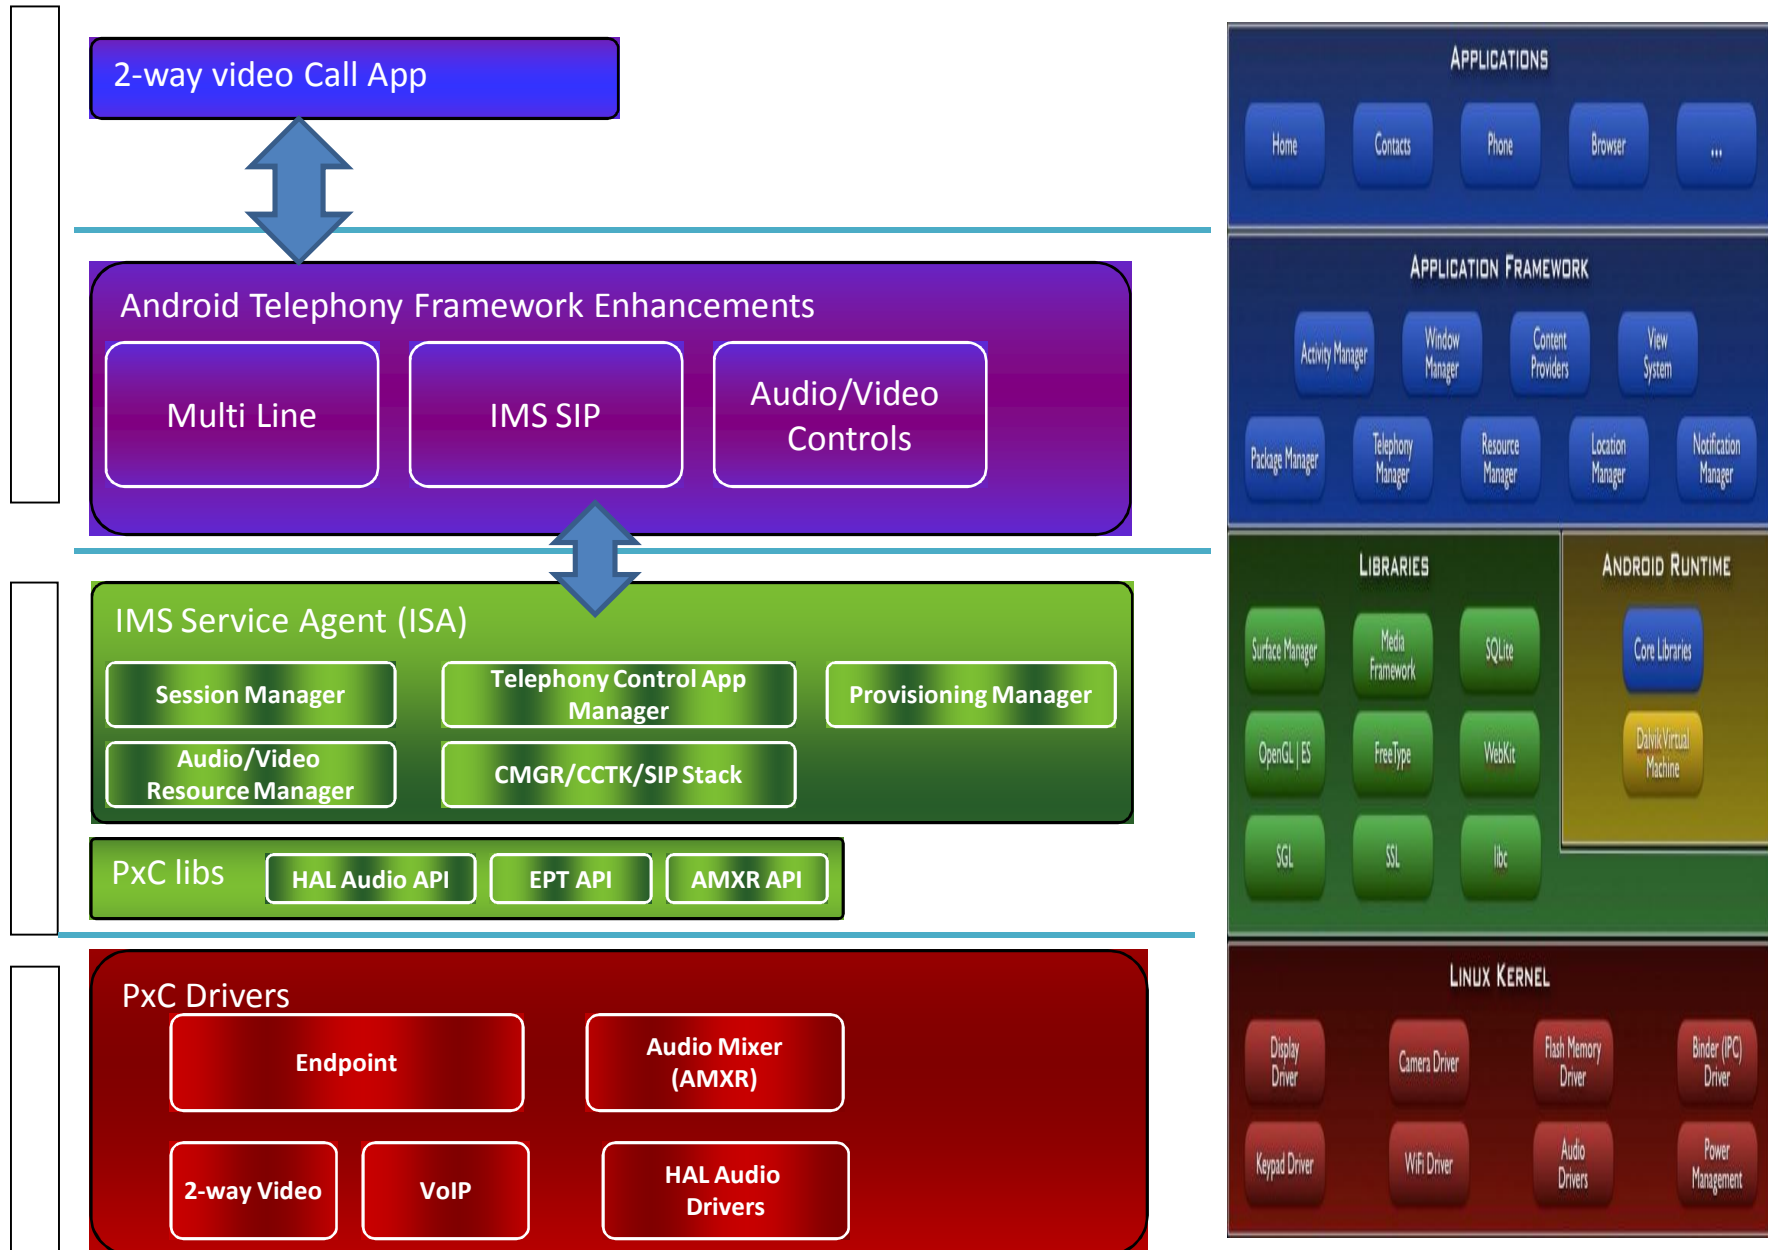 2-way video Call App
Android Telephony Framework Enhancements
Multi Line
IMS SIP
Audio/Video
Controls
IMS Service Agent (ISA)
Session Manager
Telephony Control App
Manager
Provisioning Manager
Audio/Video
Resource Manager
CMGR/CCTK/SIP Stack
PxC libs
HAL Audio API
EPT API
AMXR API
PxC Drivers
Endpoint
Audio Mixer
(AMXR)
2-way Video
VoIP
HAL Audio
Drivers
APPLICATIONS
Home
Contacts
Phone
Browser
...
APPLICATION FRAMEWORK
Activity Manager
Window
Manager
Content
Providers
View
System
Package Manager
Telephony
Manager
Resource
Manager
Location
Manager
Notification
Manager
LIBRARIES
Surface Manager
Media
Framework
SQLite
OpenGL | ES
FreeType
WebKit
SGL
SSL
libc
ANDROID RUNTIME
Core Libraries
Dalvik Virtual
Machine
LINUX KERNEL
Display
Driver
Camera Driver
Flash Memory
Driver
Binder (IPC)
Driver
Keypad Driver
WiFi Driver
Audio
Drivers
Power
Management